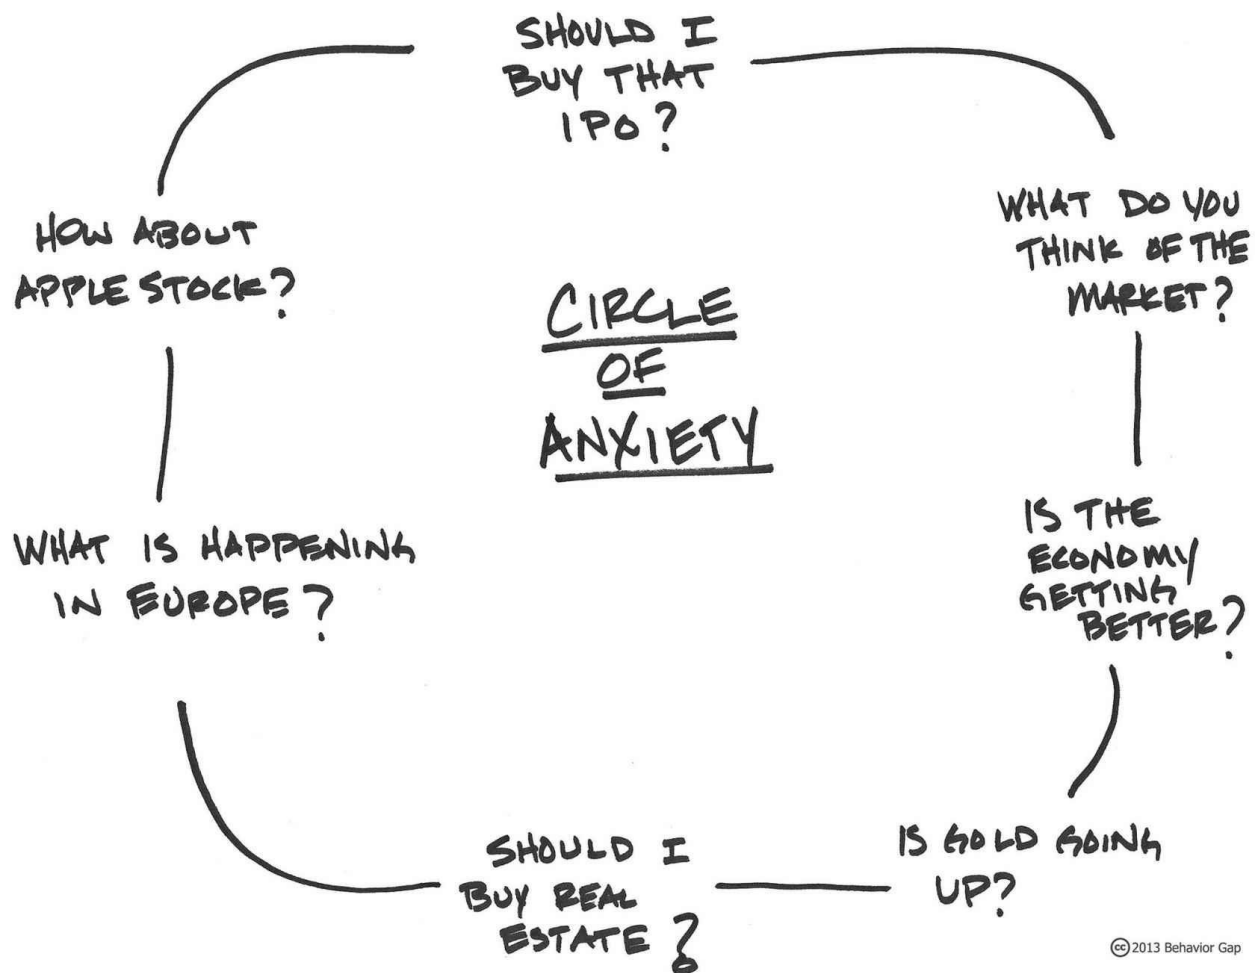 SHOULD I
BUY THAT
IPO?
WHAT DO YOU
THINK OF THE
MARKET?
IS THE
ECONOMY
GETTING
BETTER?
IS GOLD GOING
UP?
SHOULD I
BUY REAL
ESTATE?
WHAT IS HAPPENING
IN EUROPE?
HOW ABOUT
APPLE STOCK?
CIRCLE
OF
ANXIETY
cc 2013 Behavior Gap